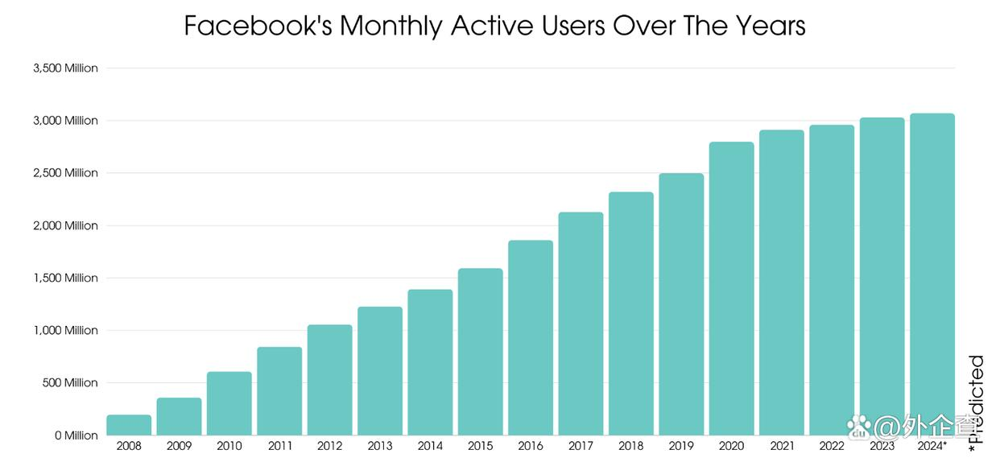 Facebook's Monthly Active Users Over The Years
3,500 Million
3,000 Million
2,500 Million
2,000 Million
1,500 Million
1,000 Million
500 Million
0 Million
2008 2009 2010 2011 2012 2013 2014 2015 2016 2017 2018 2019 2020 2021 2022 2023 2024*
*Predicted
du @外企查